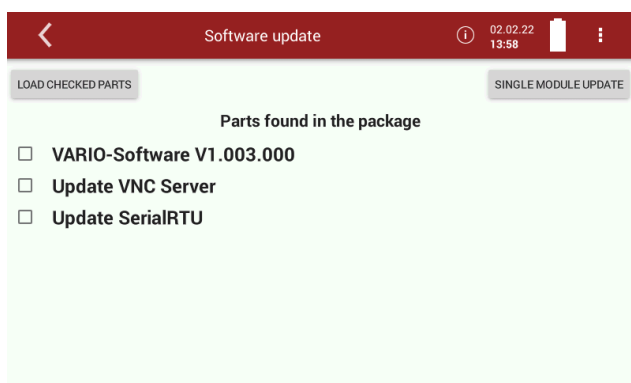 Software update
02.02.22
13:58
LOAD CHECKED PARTS
SINGLE MODULE UPDATE
Parts found in the package
VARIO-Software V1.003.000
Update VNC Server
Update SerialRTU